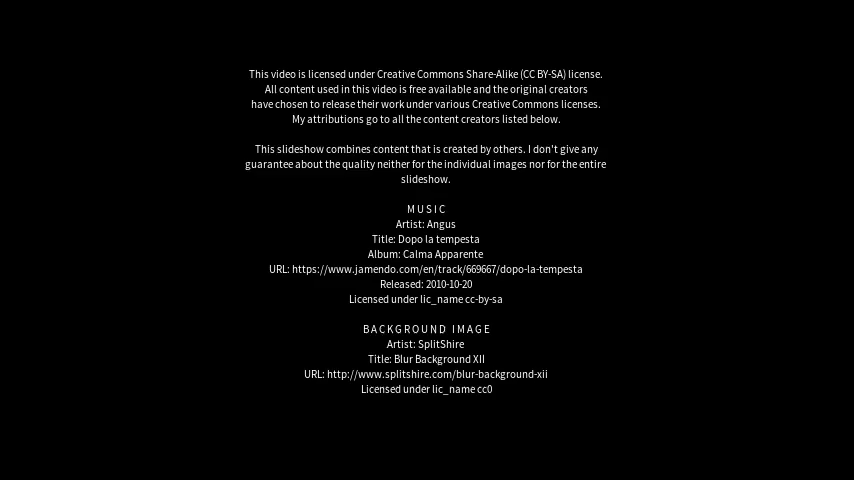 This video is licensed under Creative Commons Share-Alike (CC BY-SA) license.
All content used in this video is free available and the original creators
have chosen to release their work under various Creative Commons licenses.
My attributions go to all the content creators listed below.
This slideshow combines content that is created by others. I don't give any
guarantee about the quality neither for the individual images nor for the entire
slideshow.
MUSIC
Artist: Angus
Title: Dopo la tempesta
Album: Calma Apparente
URL: https://www.jamendo.com/en/track/669667/dopo-la-tempesta
Released: 2010-10-20
Licensed under lic_name cc-by-sa
BACKGROUND IMAGE
Artist: SplitShire
Title: Blur Background XII
URL: http://www.splitshire.com/blur-background-xii
Licensed under lic_name cc0